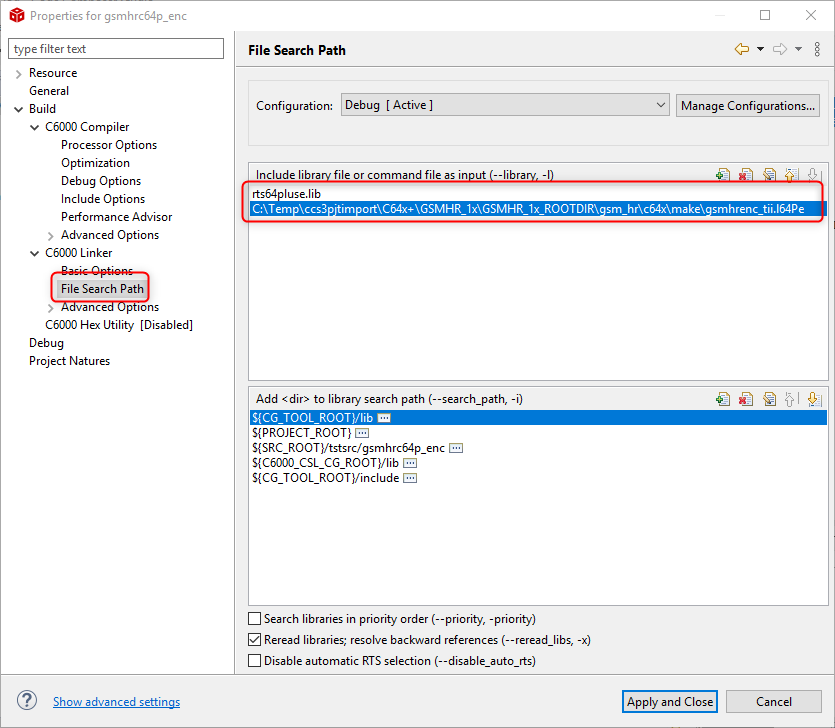 Properties for gsmhrc64p_enc
type filter text
Resource
General
Build
C6000 Compiler
Processor Options
Optimization
Debug Options
Include Options
Performance Advisor
Advanced Options
C6000 Linker
Basic Options
File Search Path
Advanced Options
C6000 Hex Utility [Disabled]
Debug
Project Natures
File Search Path
Configuration: Debug [ Active ] Manage Configurations...
Include library file or command file as input (--library, -l)
rts64pluse.lib
C:\Temp\ccs3pjtimport\C64x+\GSMHR_1x\GSMHR_1x_ROOTDIR\gsm_hr\c64x\make\gsmhrenc_tii.l64Pe
Add <dir> to library search path (--search_path, -i)
${CG_TOOL_ROOT}/lib
${PROJECT_ROOT}
${SRC_ROOT}/tstsrc/gsmhrc64p_enc
${C6000_CSL_CG_ROOT}/lib
${CG_TOOL_ROOT}/include
Search libraries in priority order (--priority, -priority)
Reread libraries; resolve backward references (--reread_libs, -x)
Disable automatic RTS selection (--disable_auto_rts)
? Show advanced settings
Apply and Close Cancel